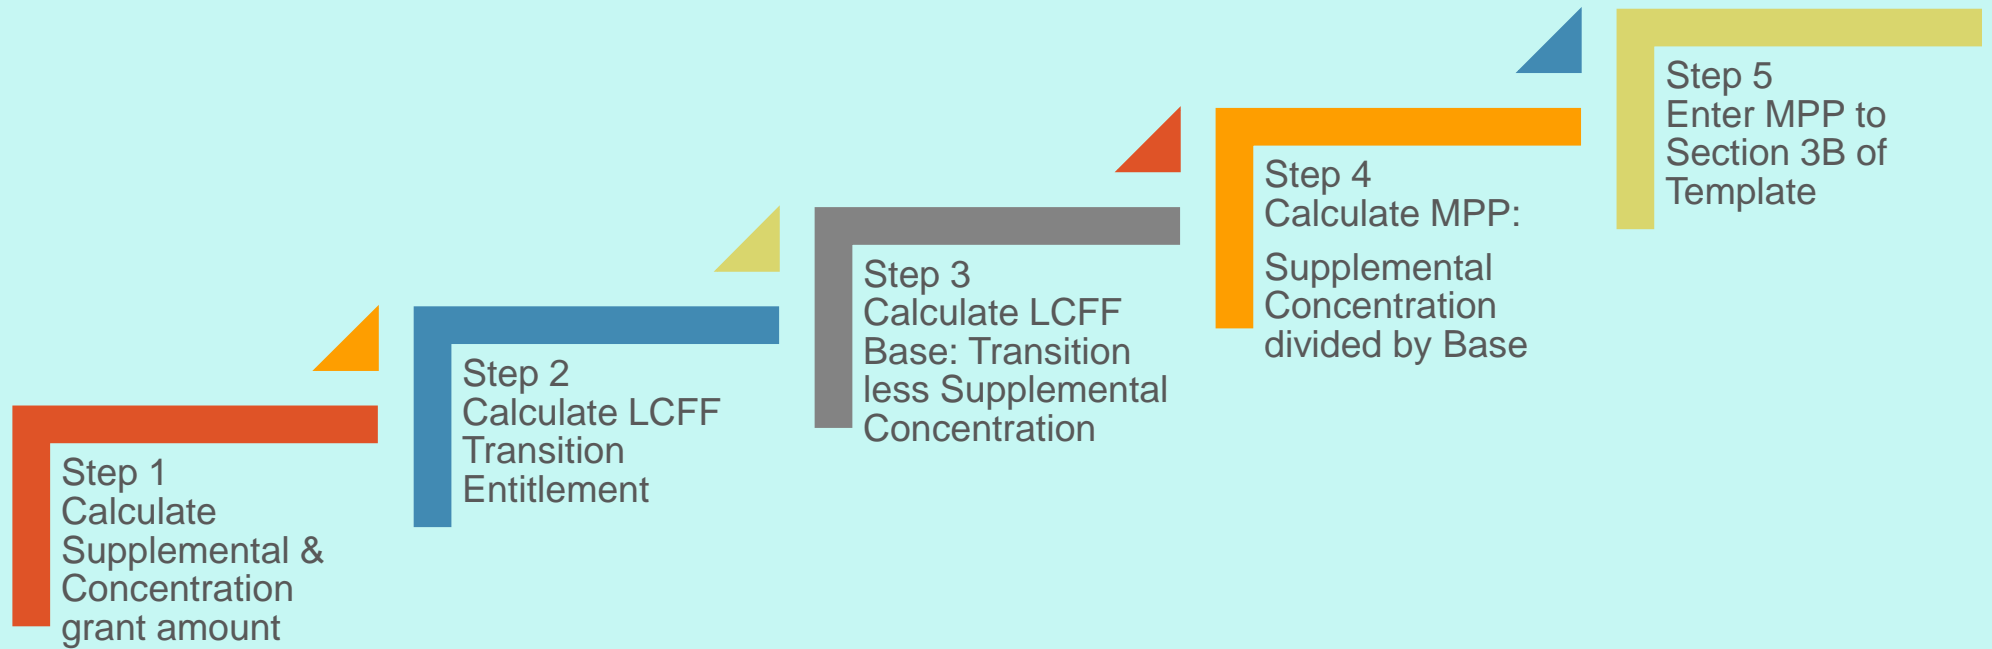 Step 1
Calculate
Supplemental &
Concentration
grant amount
Step 2
Calculate LCFF
Transition
Entitlement
Step 3
Calculate LCFF
Base: Transition
less Supplemental
Concentration
Step 4
Calculate MPP:
Supplemental
Concentration
divided by Base
Step 5
Enter MPP to
Section 3B of
Template